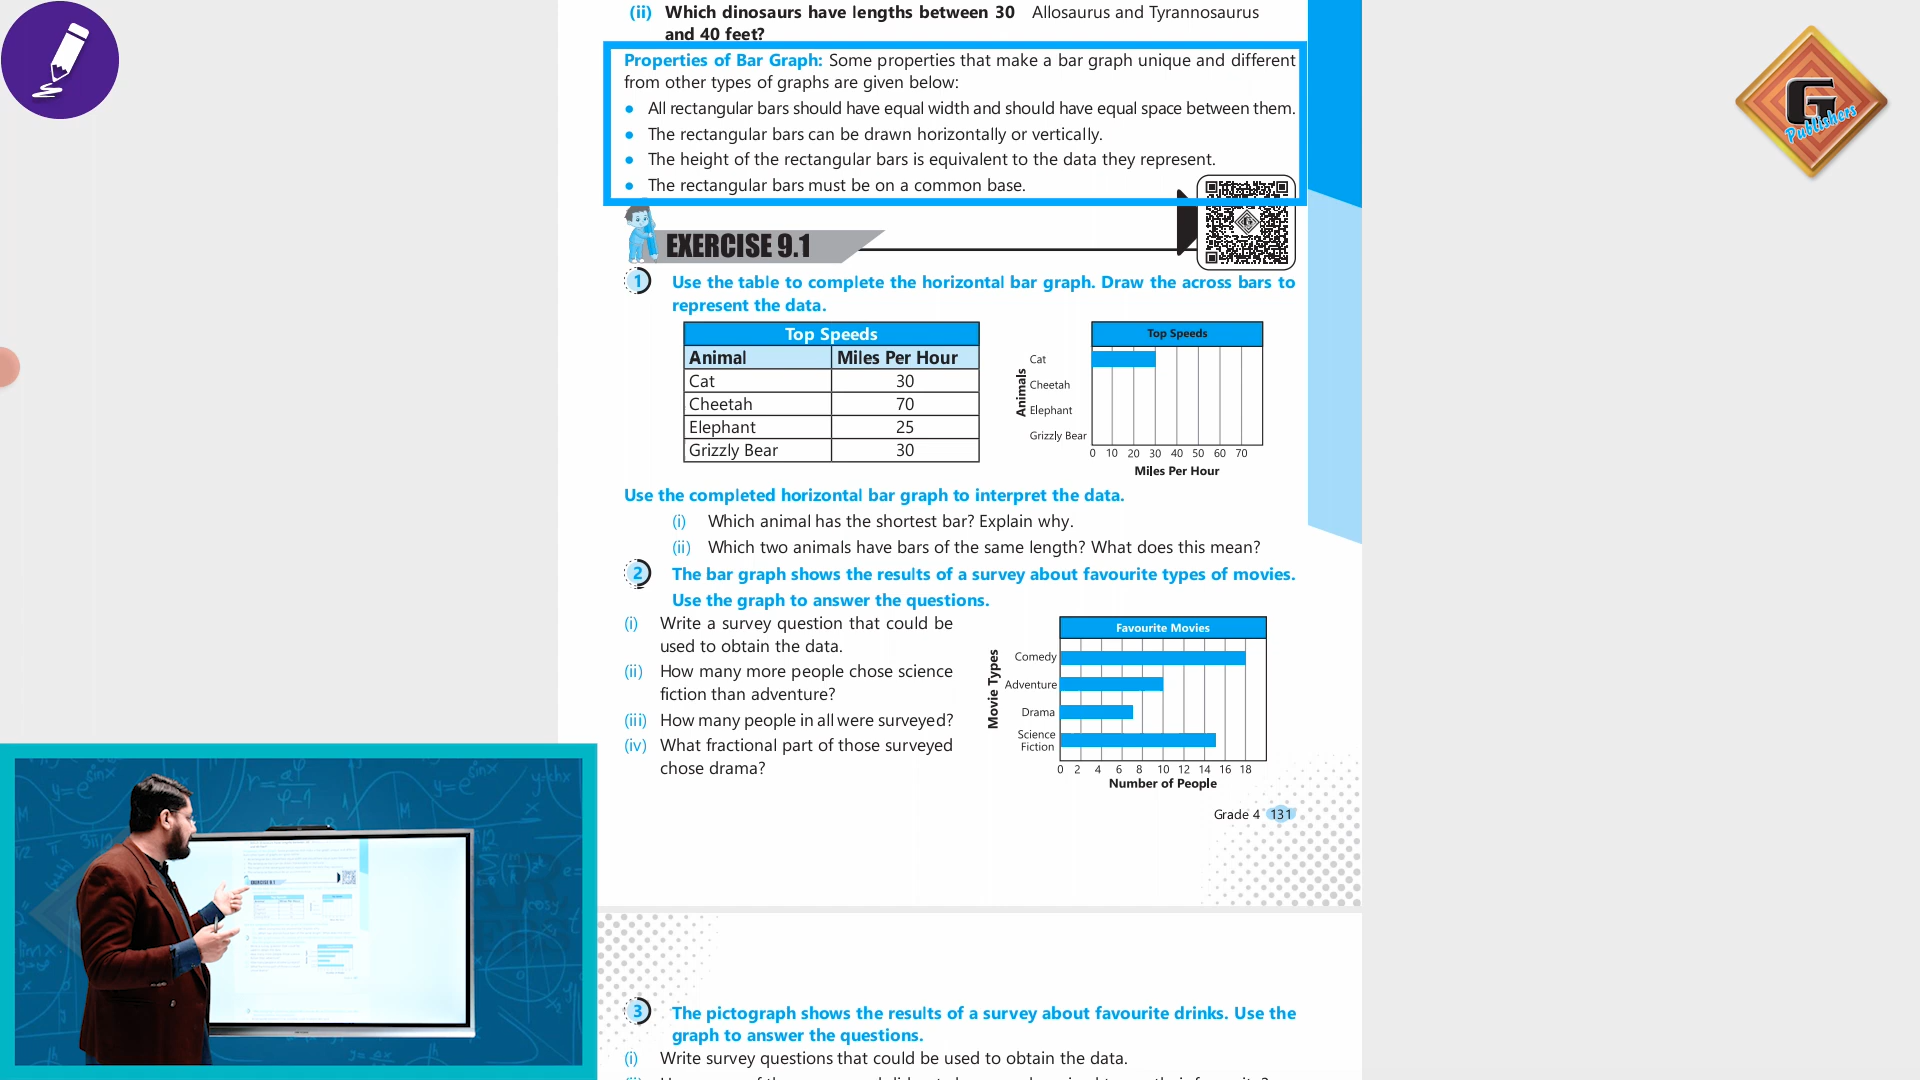 (ii) Which dinosaurs have lengths between 30 Allosaurus and Tyrannosaurus
and 40 feet?
Properties of Bar Graph: Some properties that make a bar graph unique and different
from other types of graphs are given below:
● All rectangular bars should have equal width and should have equal space between them.
● The rectangular bars can be drawn horizontally or vertically.
● The height of the rectangular bars is equivalent to the data they represent.
● The rectangular bars must be on a common base.
G
Publishers
EXERCISE 9.1
1 Use the table to complete the horizontal bar graph. Draw the across bars to
represent the data.
Top Speeds
Animal Miles Per Hour
Cat 30
Cheetah 70
Elephant 25
Grizzly Bear 30
Top Speeds
Animals
Cat
Cheetah
Elephant
Grizzly Bear
0 10 20 30 40 50 60 70
Miles Per Hour
Use the completed horizontal bar graph to interpret the data.
(i) Which animal has the shortest bar? Explain why.
(ii) Which two animals have bars of the same length? What does this mean?
2 The bar graph shows the results of a survey about favourite types of movies.
Use the graph to answer the questions.
(i) Write a survey question that could be
used to obtain the data.
(ii) How many more people chose science
fiction than adventure?
(iii) How many people in all were surveyed?
(iv) What fractional part of those surveyed
chose drama?
Favourite Movies
Movie Types
Comedy
Adventure
Drama
Science
Fiction
0 2 4 6 8 10 12 14 16 18
Number of People
Grade 4 131
3 The pictograph shows the results of a survey about favourite drinks. Use the
graph to answer the questions.
(i) Write survey questions that could be used to obtain the data.
EXERCISE 9.1